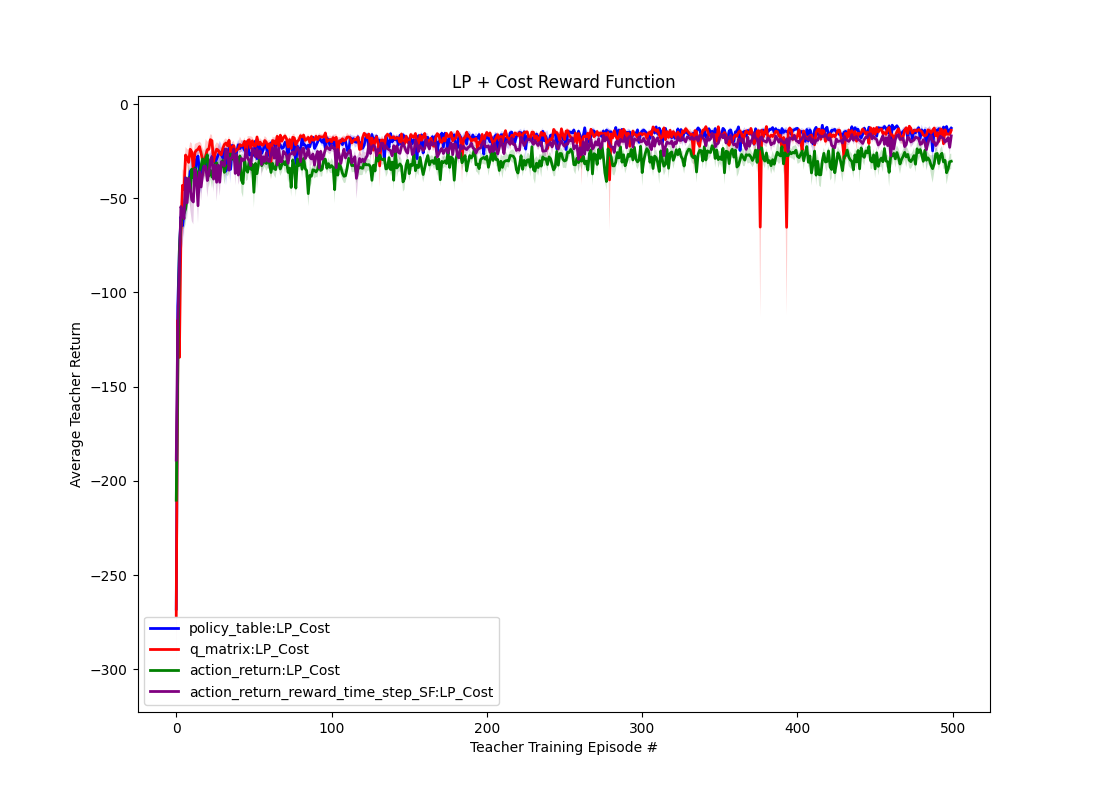 LP + Cost Reward Function
Average Teacher Return
0
−50
−100
−150
−200
−250
−300
policy_table:LP_Cost
q_matrix:LP_Cost
action_return:LP_Cost
action_return_reward_time_step_SF:LP_Cost
0 100 200 300 400 500
Teacher Training Episode #